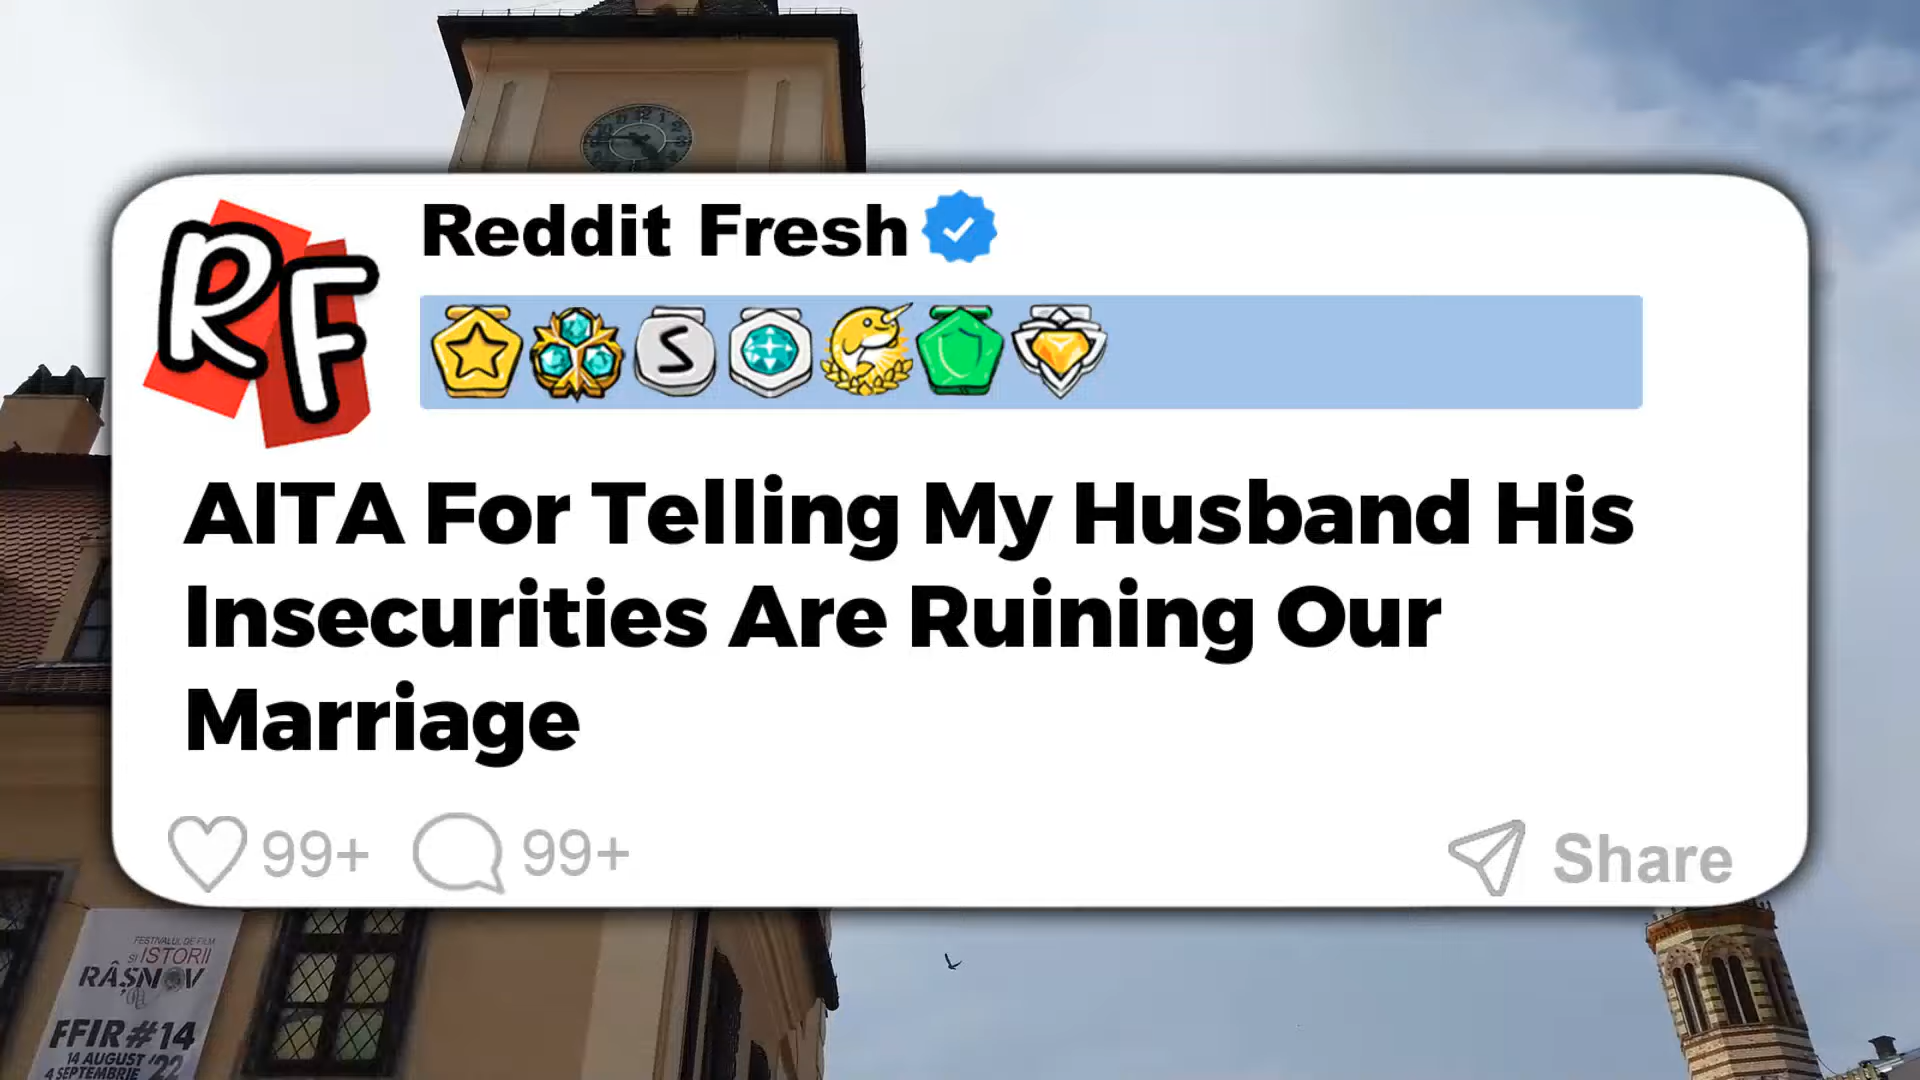 RF
Reddit Fresh
S
AITA For Telling My Husband His
Insecurities Are Ruining Our
Marriage
99+
99+
Share
FESTIVALUL DE FILM
ȘI ISTORII
RÂȘNOV
FFIR#14
14 AUGUST '22
4 SEPTEMBRIE